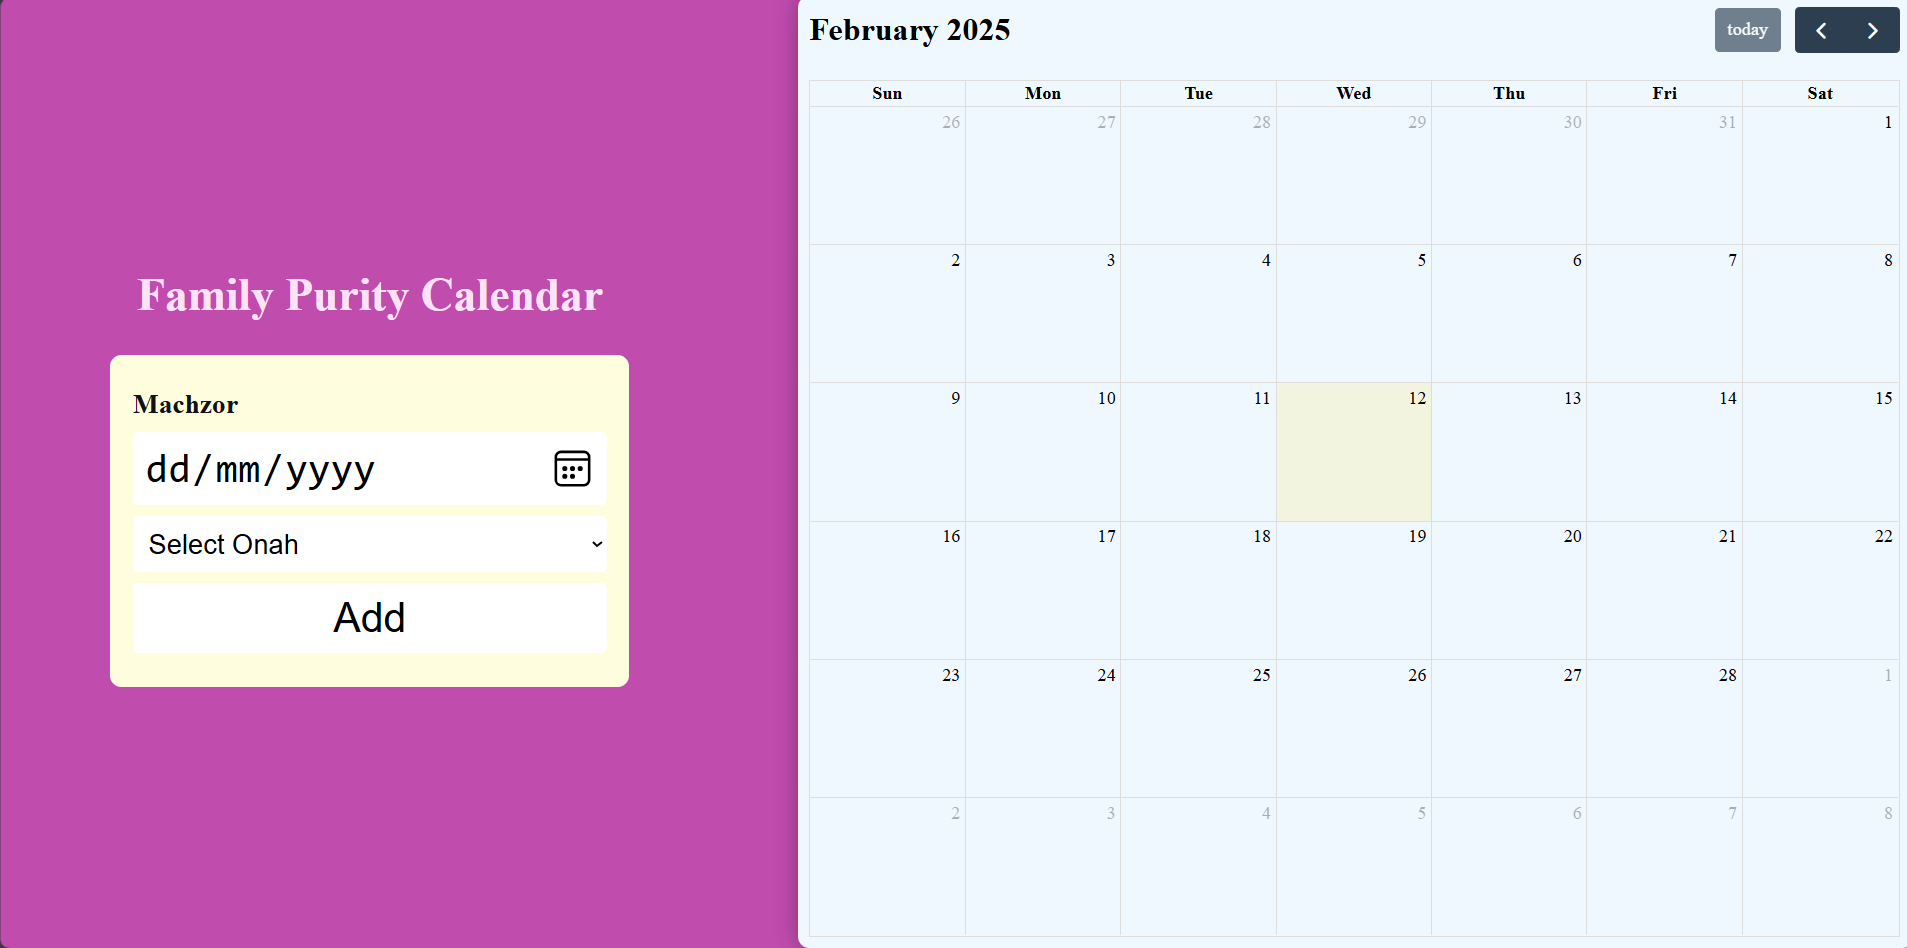 Family Purity Calendar
Machzor
dd/mm/yyyy
Select Onah
Add
February 2025
today
Sun Mon Tue Wed Thu Fri Sat
26 27 28 29 30 31 1
2 3 4 5 6 7 8
9 10 11 12 13 14 15
16 17 18 19 20 21 22
23 24 25 26 27 28 1
2 3 4 5 6 7 8